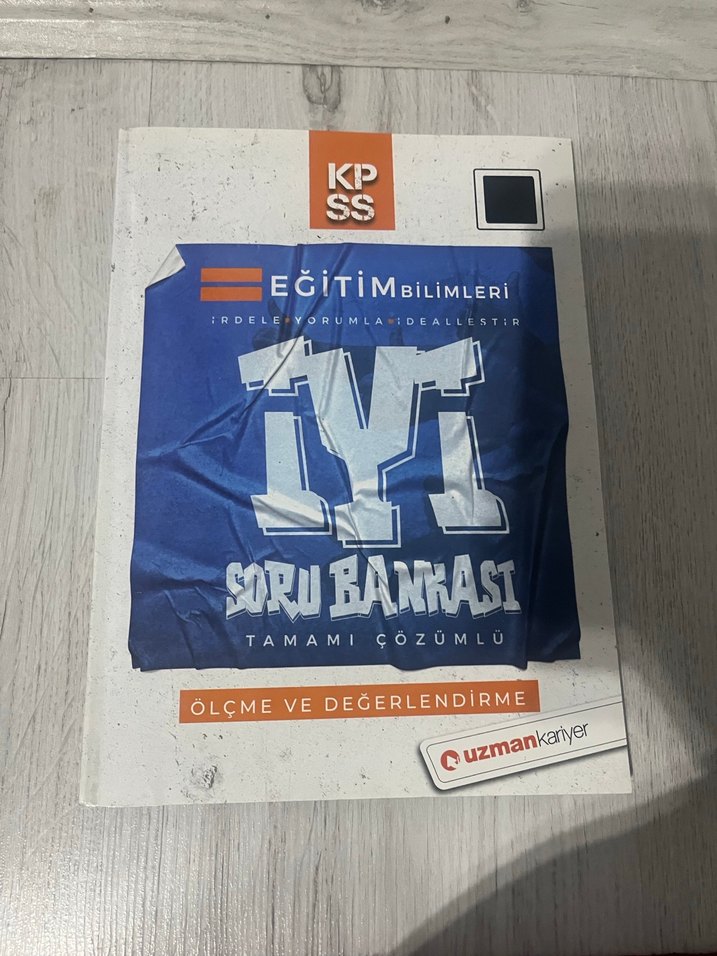 KP
SS
EĞİTİM BİLİMLERİ
İRDELE•YORUMLA•İDEALLEŞTİR
İYİ
SORU BANKASI
TAMAMI ÇÖZÜMLÜ
ÖLÇME VE DEĞERLENDİRME
uzmankariyer